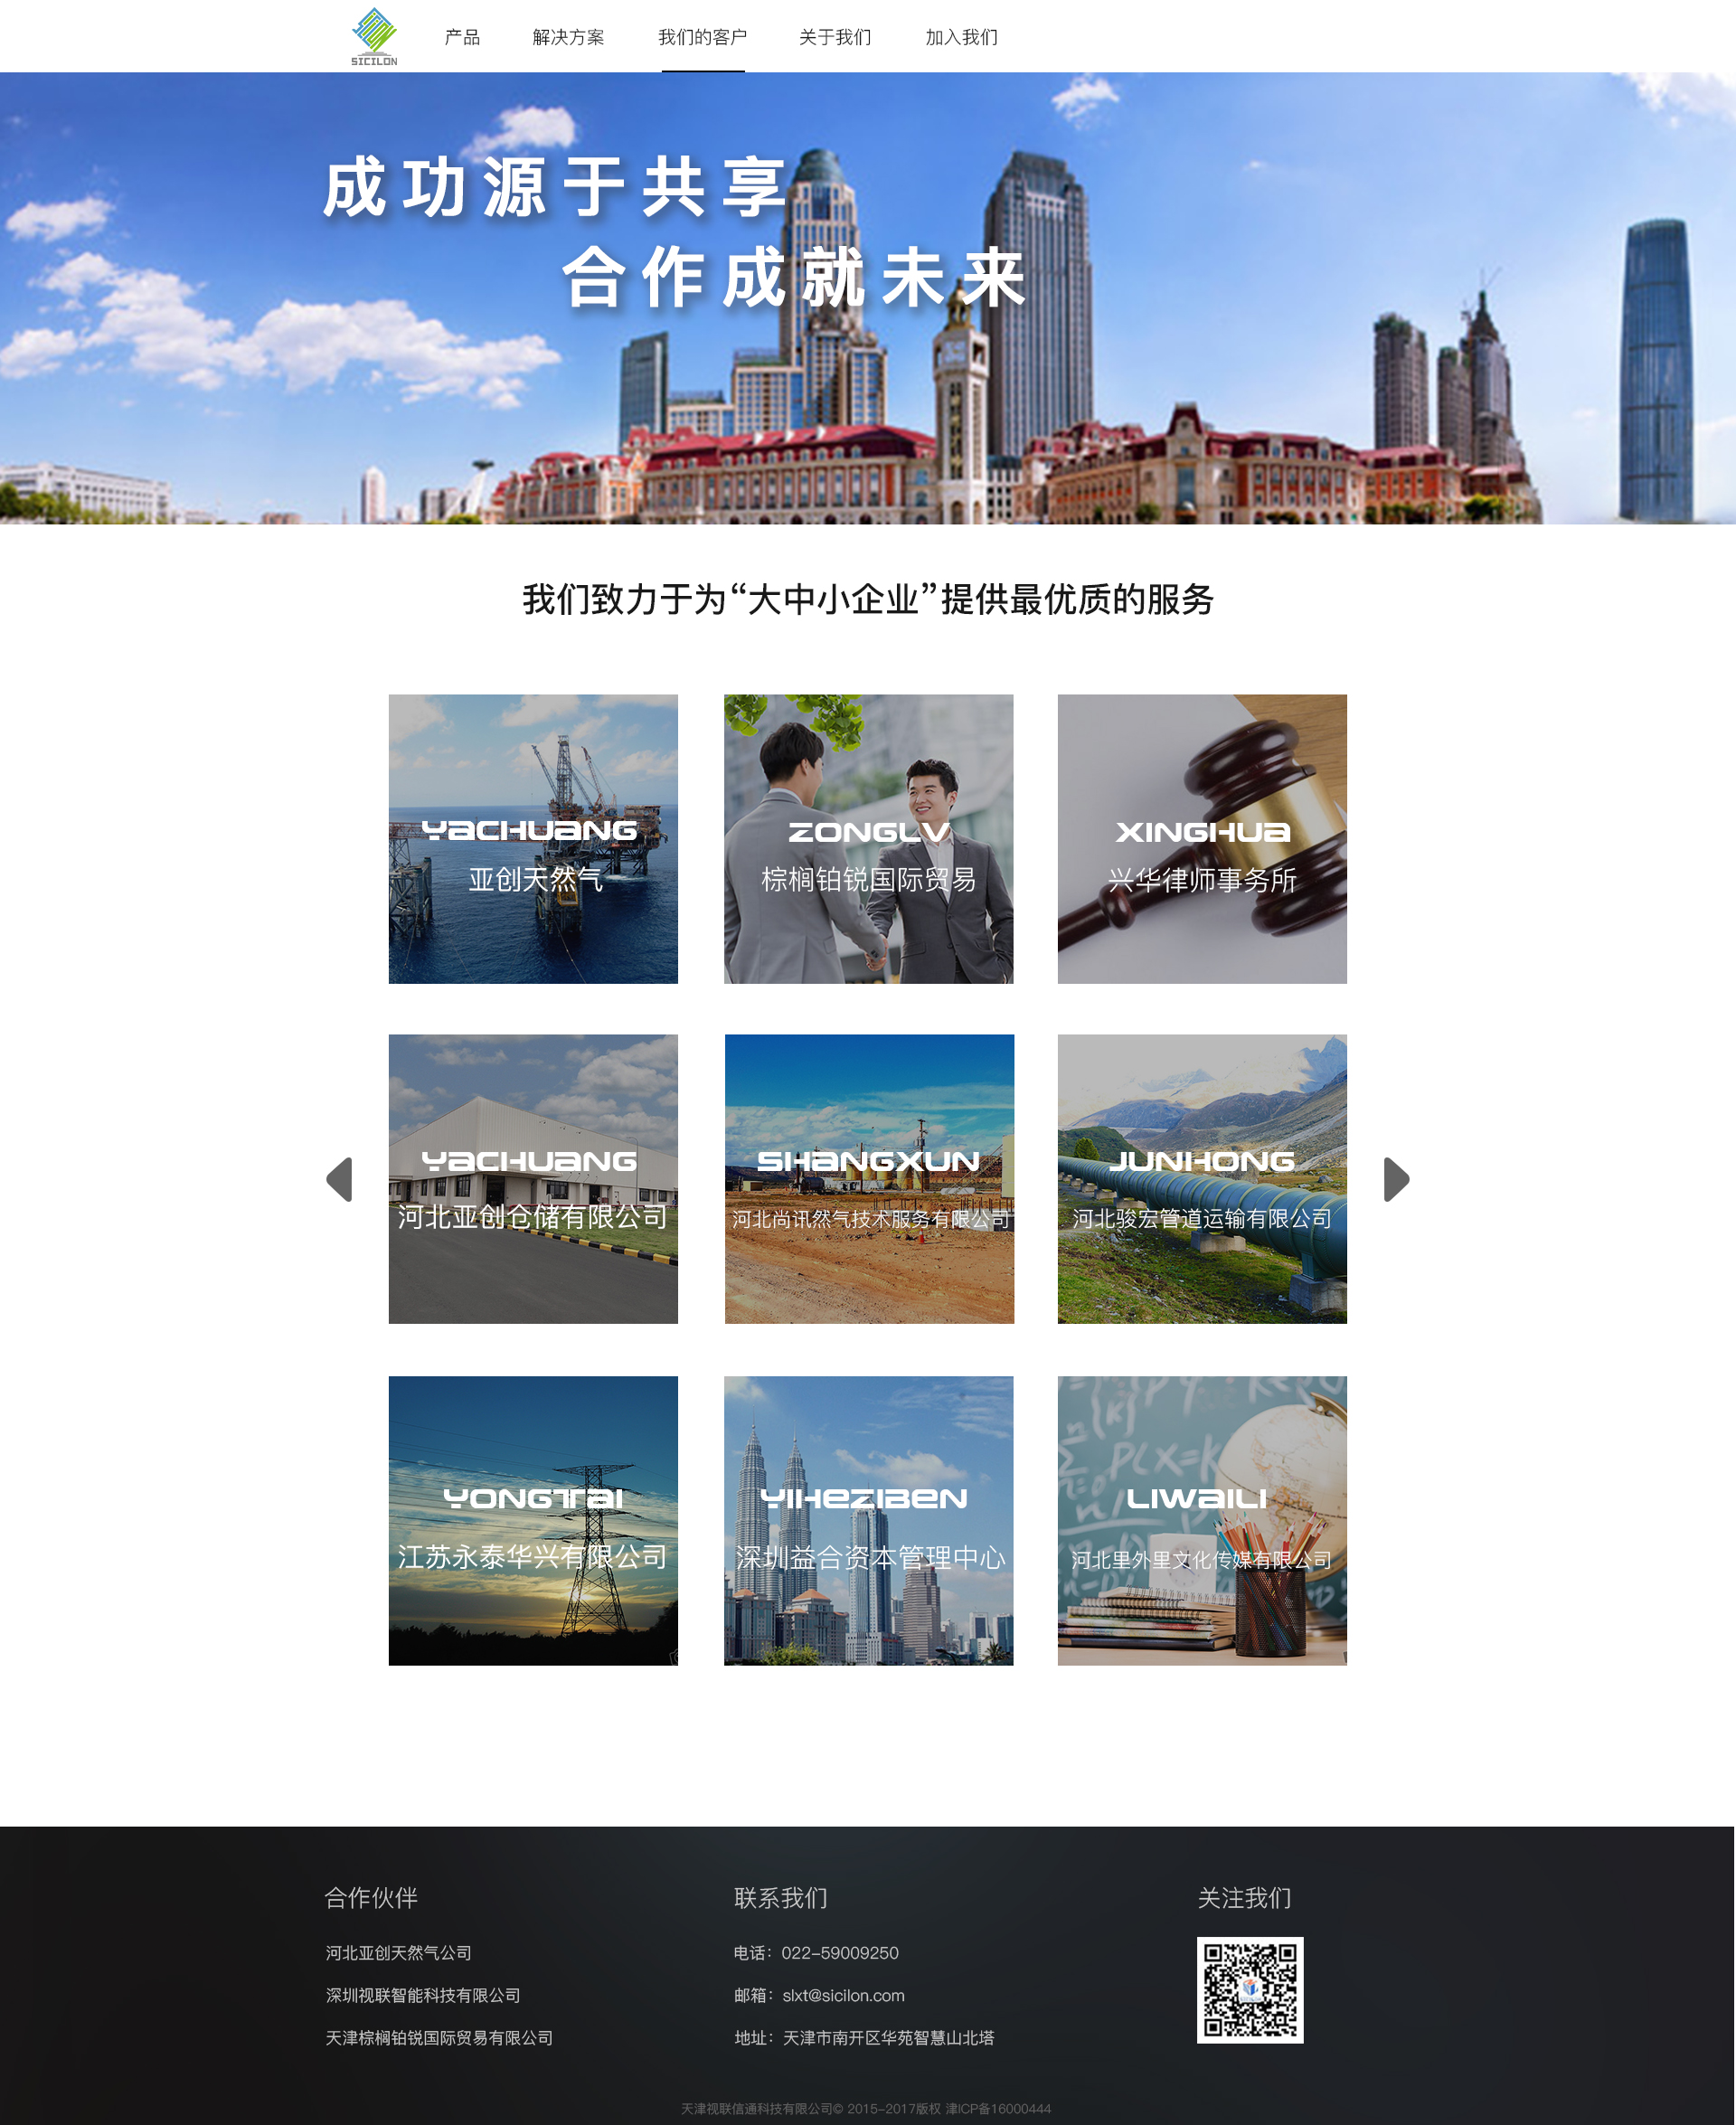 SICILON
产品
解决方案
我们的客户
关于我们
加入我们
成功源于共享
合作成就未来
我们致力于为“大中小企业”提供最优质的服务
YACHUANG
亚创天然气
ZONGLV
棕榈铂锐国际贸易
XINGHUA
兴华律师事务所
YACHUANG
河北亚创仓储有限公司
SHANGXUN
河北尚讯然气技术服务有限公司
JUNHONG
河北骏宏管道运输有限公司
YONGTAI
江苏永泰华兴有限公司
YIHEZIBEN
深圳益合资本管理中心
LIWAILI
河北里外里文化传媒有限公司
合作伙伴
河北亚创天然气公司
深圳视联智能科技有限公司
天津棕榈铂锐国际贸易有限公司
联系我们
电话：022-59009250
邮箱：slxt@sicilon.com
地址：天津市南开区华苑智慧山北塔
关注我们
天津视联信通科技有限公司© 2015-2017版权 津ICP备16000444